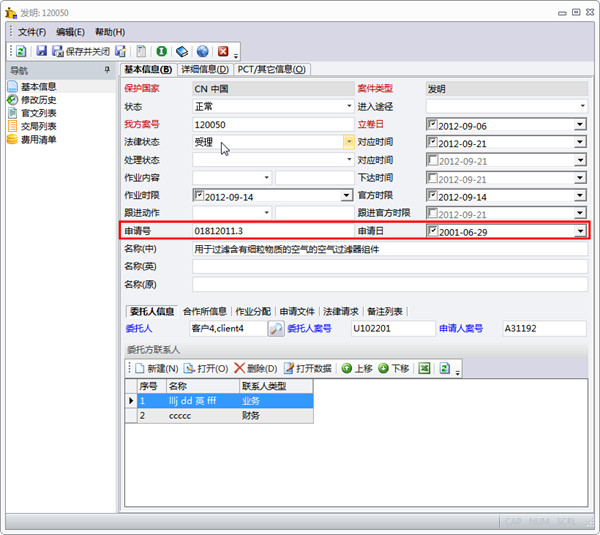 发明: 120050
文件(F) 编辑(E) 帮助(H)
保存并关闭
导航
基本信息
修改历史
官文列表
交局列表
费用清单
基本信息(B) 详细信息(D) PCT/其它信息(O)
保护国家 CN 中国 案件类型 发明
状态 正常 进入途径
我方案号 120050 立卷日 2012-09-06
法律状态 受理 对应时间 2012-09-21
处理状态 对应时间 2012-09-21
作业内容 下达时间 2012-09-21
作业时限 2012-09-14 官方时限 2012-09-14
跟进动作 跟进官方时限 2012-09-21
申请号 01812011.3 申请日 2001-06-29
名称(中) 用于过滤含有细粒物质的空气的空气过滤器组件
名称(英)
名称(原)
委托人信息 合作所信息 作业分配 申请文件 法律请求 备注列表
委托人 客户4,client4 委托人案号 U102201 申请人案号 A31192
委托方联系人
新建(N) 打开(O) 删除(D) 打开数据 上移 下移
序号 名称 联系人类型
1 lllj dd 英 fff 业务
2 ccccc 财务
CAP NUM SCRL